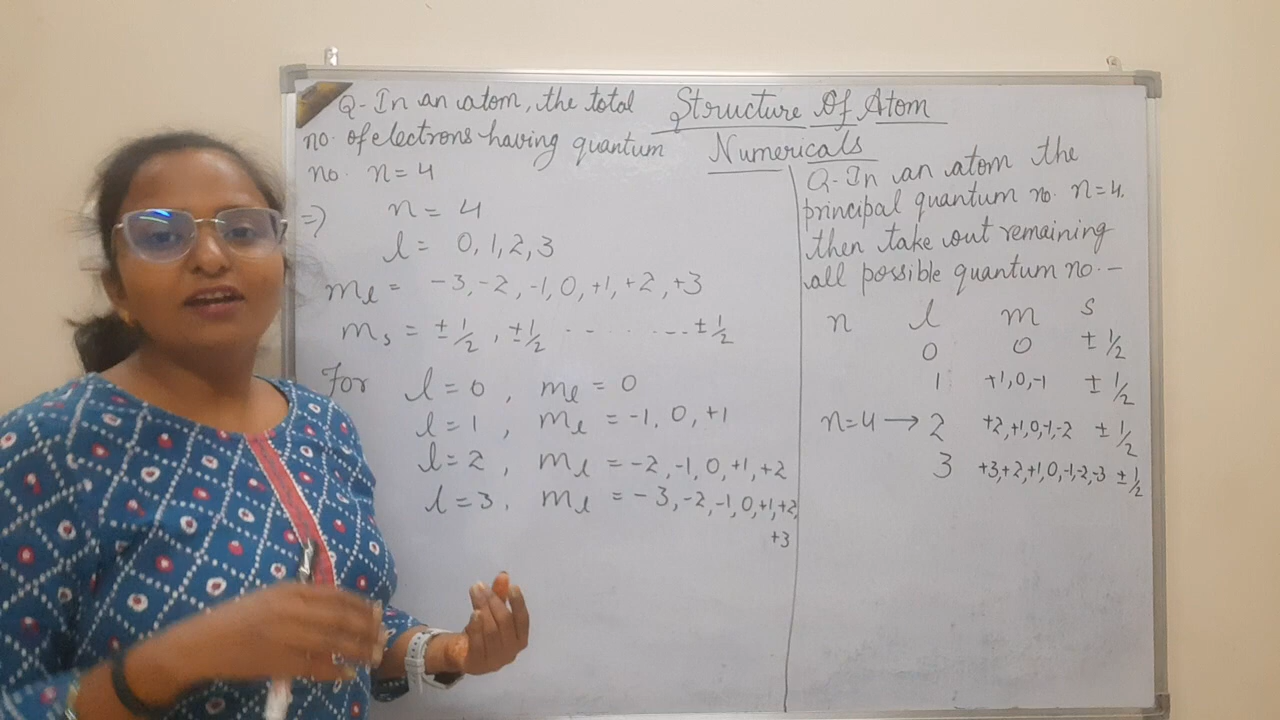 Structure Of Atom
Numericals
Q- In an atom, the total
no. of electrons having quantum
no. n = 4
=) n = 4
l = 0, 1, 2, 3
ml = -3, -2, -1, 0, +1, +2, +3
ms = ± 1/2, ± 1/2 - - . . . . --- ± 1/2
For l = 0, ml = 0
l = 1, ml = -1, 0, +1
l = 2, ml = -2, -1, 0, +1, +2
l = 3, ml = -3, -2, -1, 0, +1, +2,
+3
Q- In an atom the
principal quantum no. n = 4.
then take out remaining
all possible quantum no. -
n l m s
0 0 ± 1/2
1 +1, 0, -1 ± 1/2
n=4 → 2 +2, +1, 0, -1, -2 ± 1/2
3 +3, +2, +1, 0, -1, -2, -3 ± 1/2